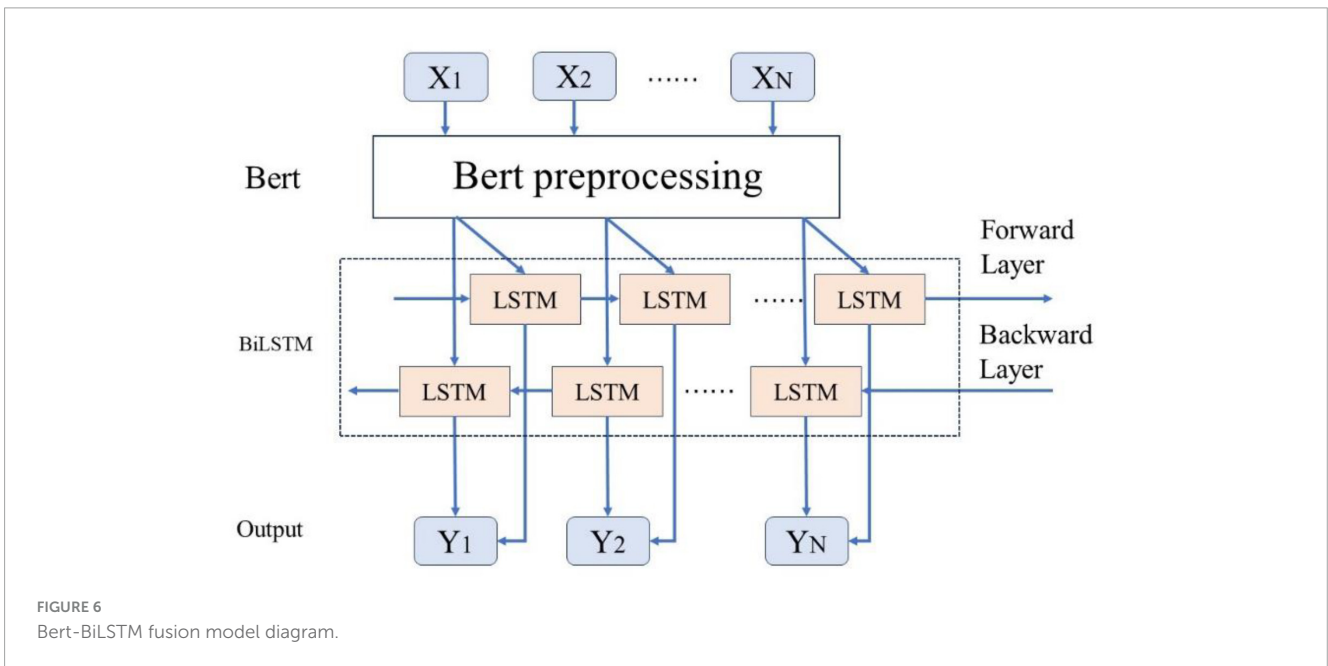 X1 X2 ...... XN
Bert Bert preprocessing
Forward
Layer
LSTM LSTM ...... LSTM
BiLSTM
Backward
Layer
LSTM LSTM ...... LSTM
Output Y1 Y2 YN
FIGURE 6
Bert-BiLSTM fusion model diagram.